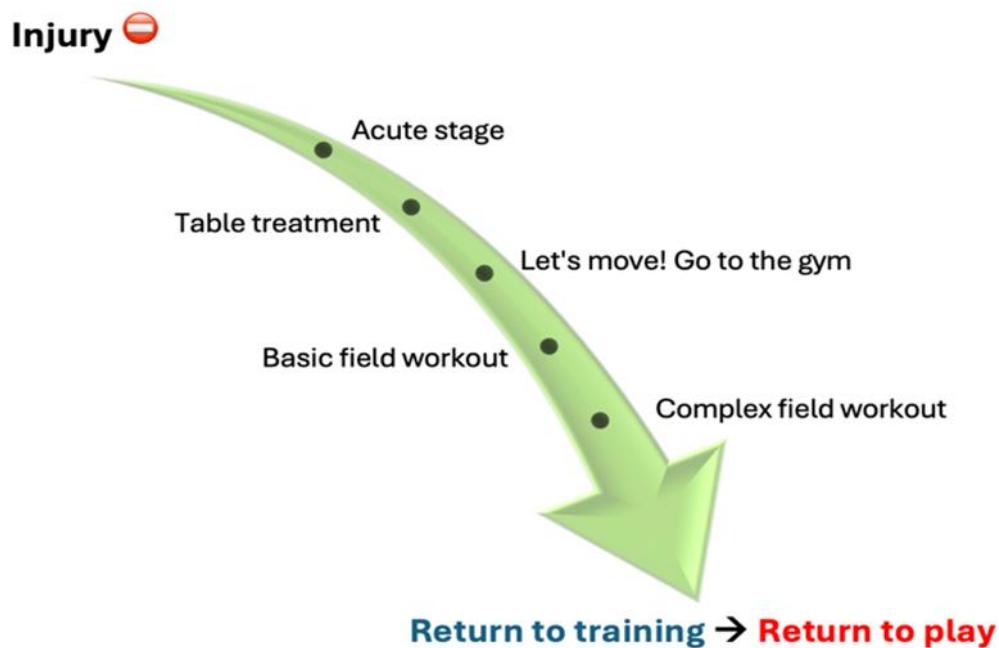 Injury
Acute stage
Table treatment
Let's move! Go to the gym
Basic field workout
Complex field workout
Return to training → Return to play